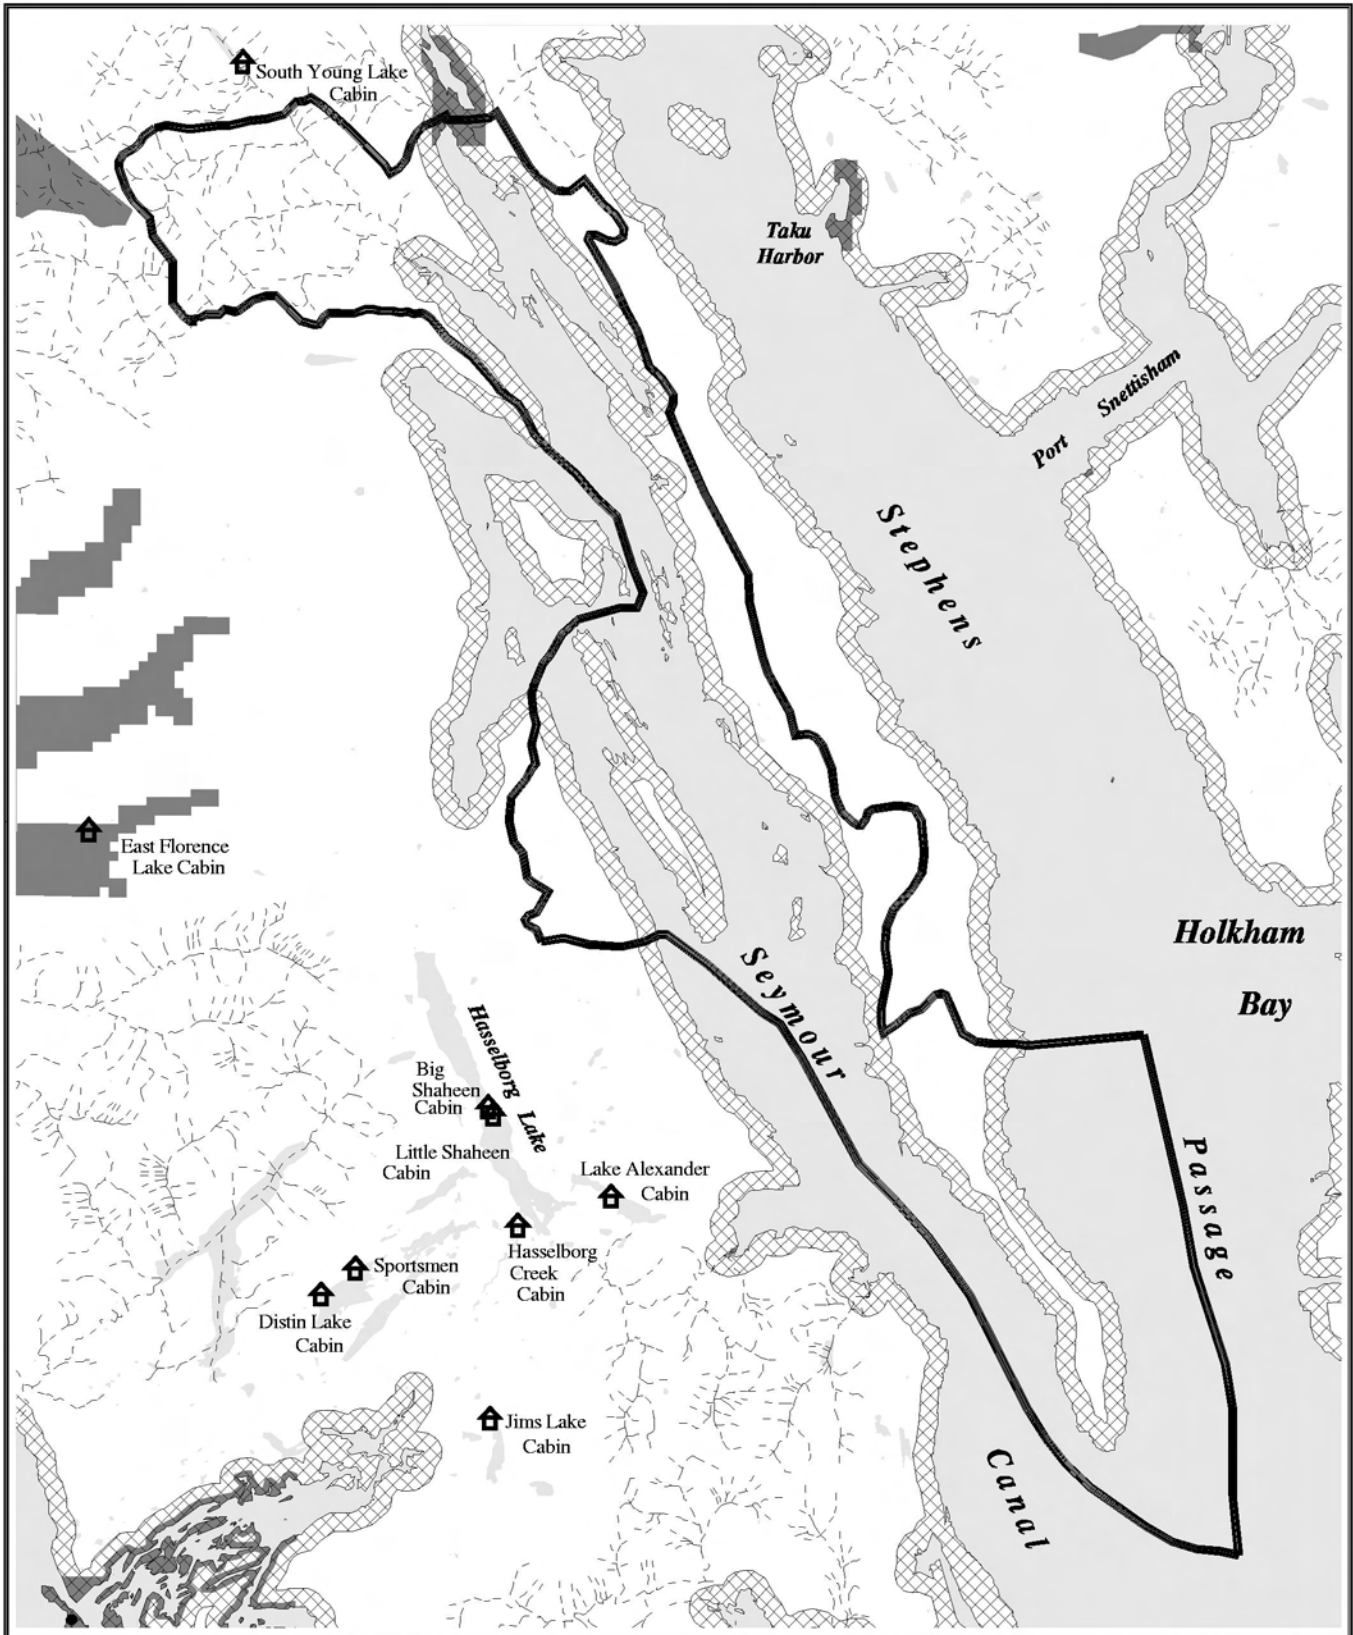 South Young Lake
Cabin
Taku
Harbor
Port Snettisham
Stephens
Passage
East Florence
Lake Cabin
Holkham
Bay
Seymour
Canal
Hasselborg Lake
Big
Shaheen
Cabin
Little Shaheen
Cabin
Lake Alexander
Cabin
Hasselborg
Creek
Cabin
Sportsmen
Cabin
Distin Lake
Cabin
Jims Lake
Cabin